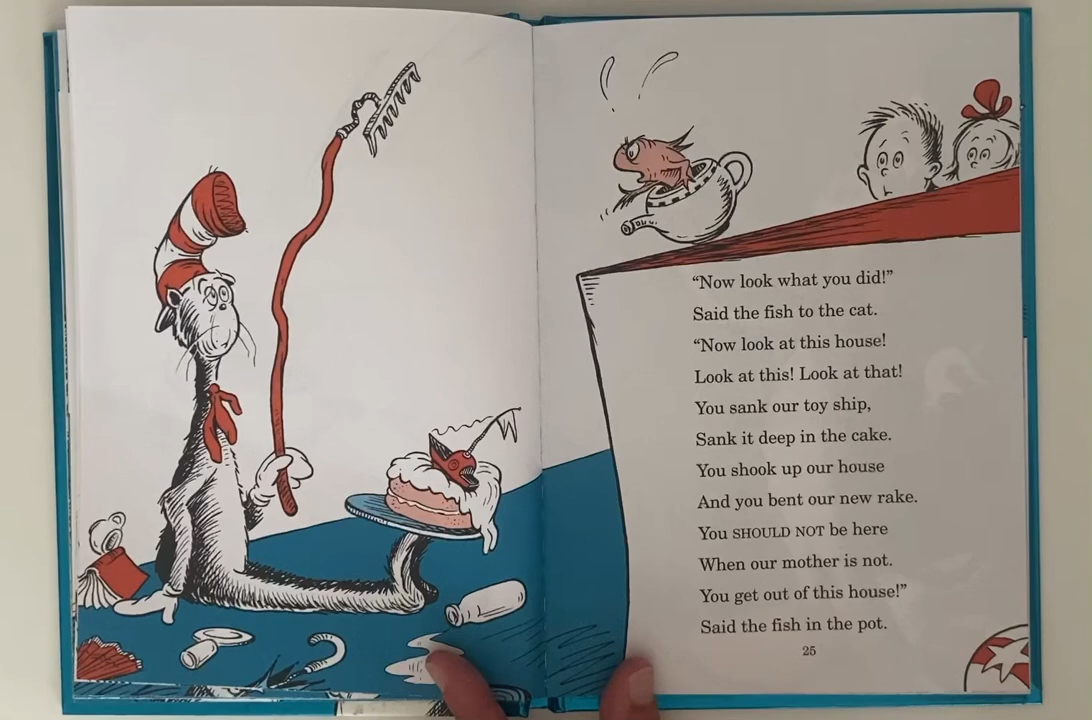 “Now look what you did!”
Said the fish to the cat.
“Now look at this house!
Look at this! Look at that!
You sank our toy ship,
Sank it deep in the cake.
You shook up our house
And you bent our new rake.
You SHOULD NOT be here
When our mother is not.
You get out of this house!”
Said the fish in the pot.
25